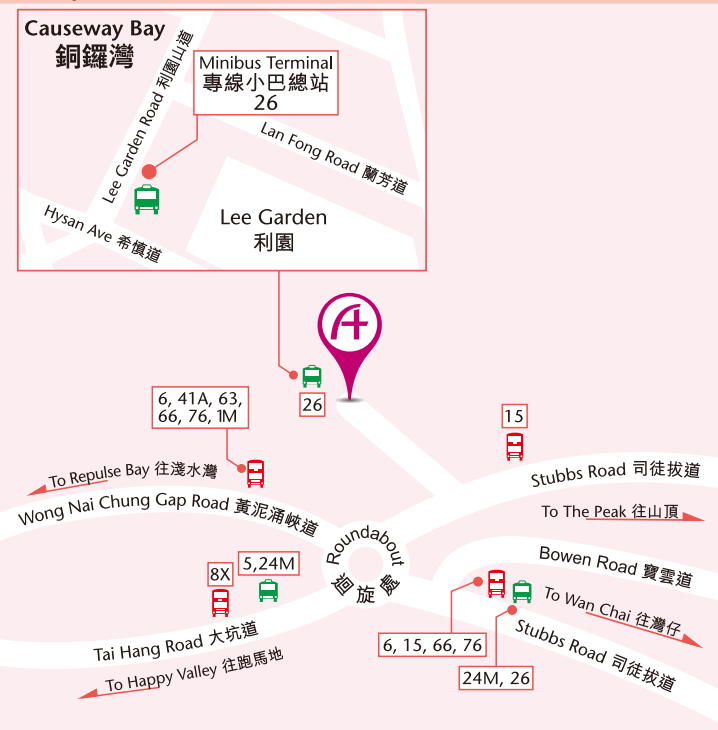 Causeway Bay
銅鑼灣
Minibus Terminal
專線小巴總站
26
Lee Garden Road 利園山道
Lan Fong Road 蘭芳道
Hysan Ave 希慎道
Lee Garden
利園
26
6, 41A, 63,
66, 76, 1M
15
To Repulse Bay 往淺水灣
Wong Nai Chung Gap Road 黃泥涌峽道
Stubbs Road 司徒拔道
To The Peak 往山頂
Roundabout
迴旋處
Bowen Road 寶雲道
8X
5,24M
To Wan Chai 往灣仔
Stubbs Road 司徒拔道
Tai Hang Road 大坑道
To Happy Valley 往跑馬地
6, 15, 66, 76
24M, 26